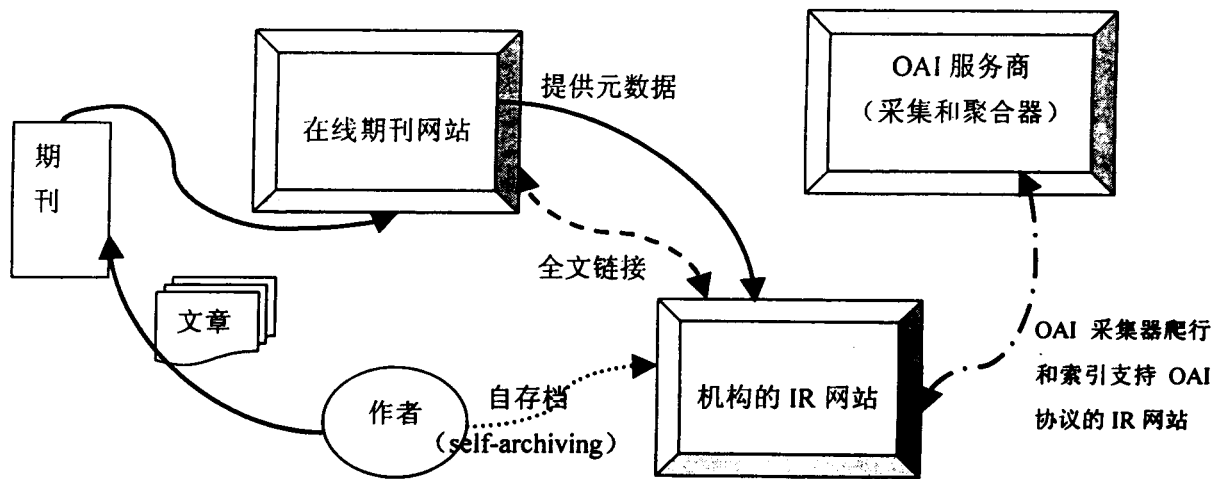 OAI 服务商
（采集和聚合器）
提供元数据
在线期刊网站
期
刊
全文链接
文章
OAI 采集器爬行
和索引支持 OAI
协议的 IR 网站
作者
自存档
（self-archiving）
机构的 IR 网站